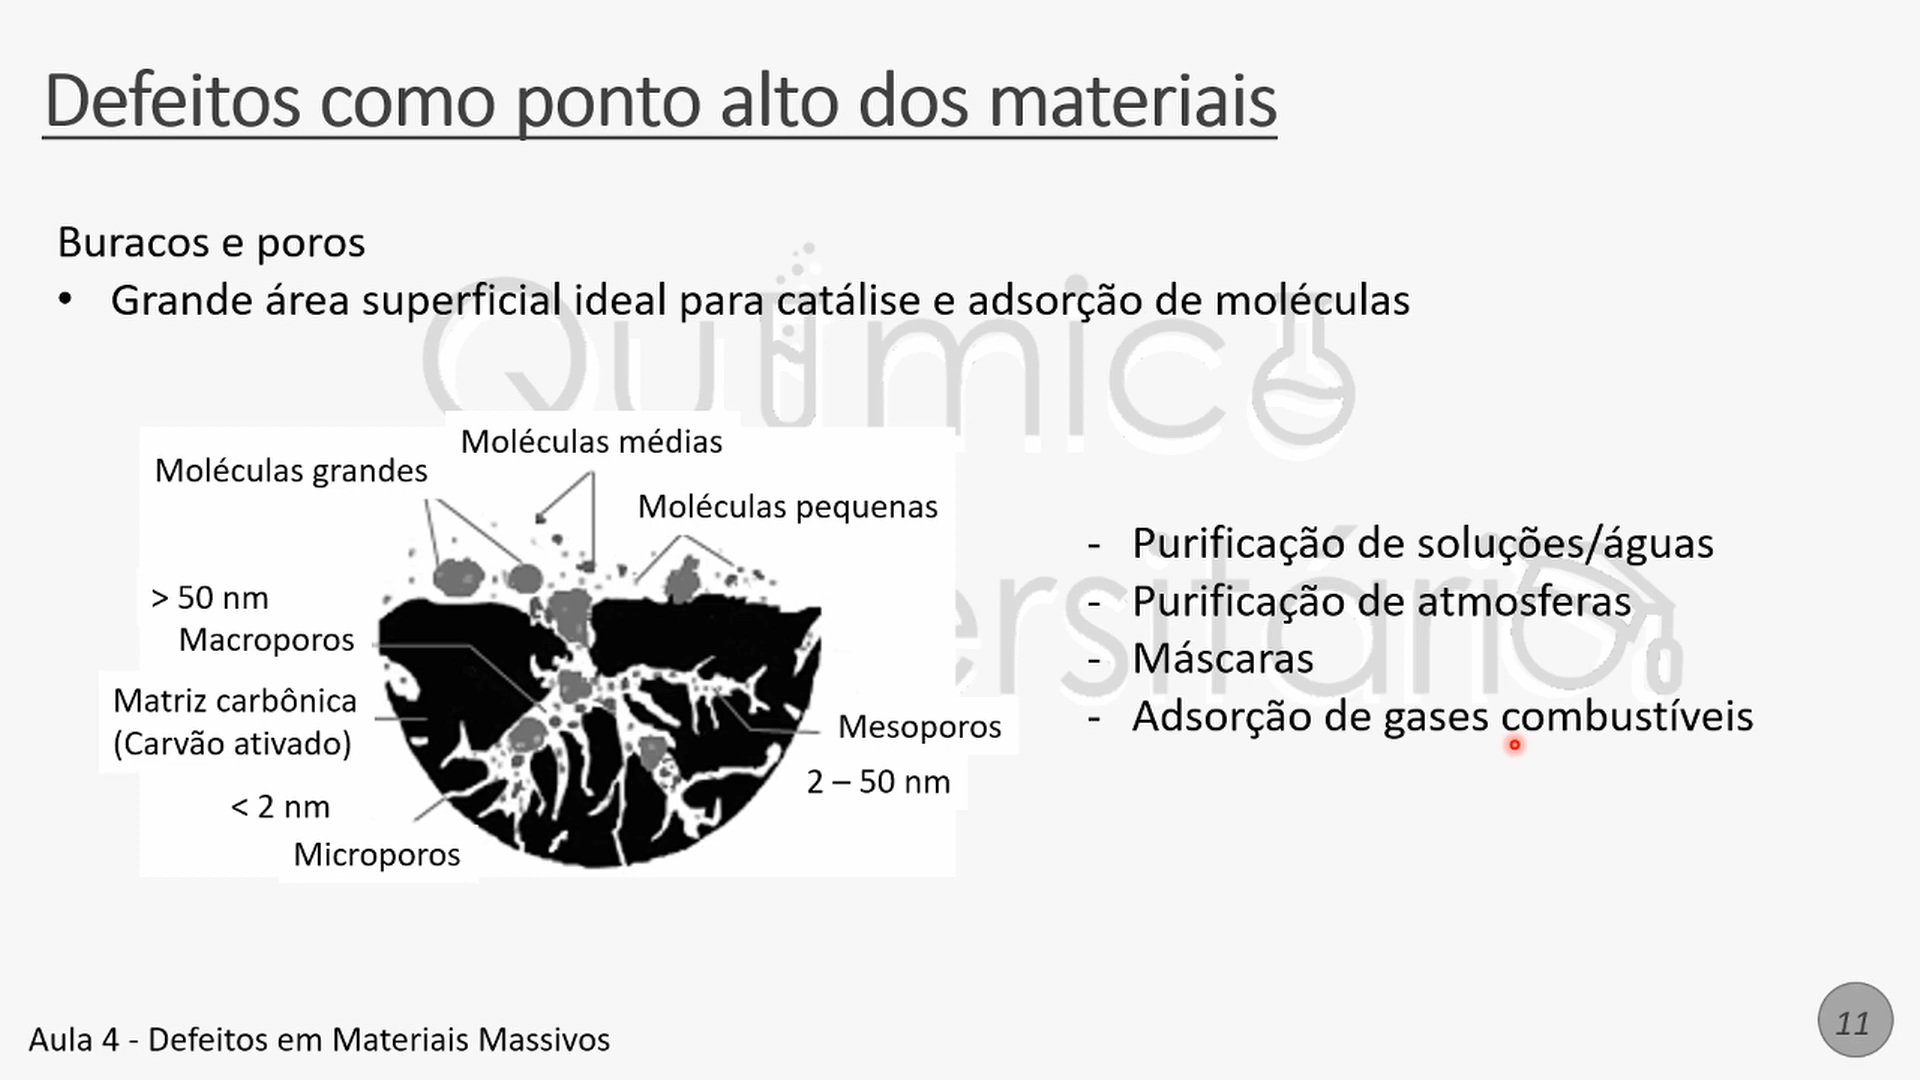 Defeitos como ponto alto dos materiais
Buracos e poros
• Grande área superficial ideal para catálise e adsorção de moléculas
Químico
Moléculas médias
Moléculas grandes
Moléculas pequenas
> 50 nm
Macroporos
Matriz carbônica
(Carvão ativado)
< 2 nm
Microporos
Mesoporos
2 – 50 nm
ersitário
- Purificação de soluções/águas
- Purificação de atmosferas
- Máscaras
- Adsorção de gases combustíveis
Aula 4 - Defeitos em Materiais Massivos
11